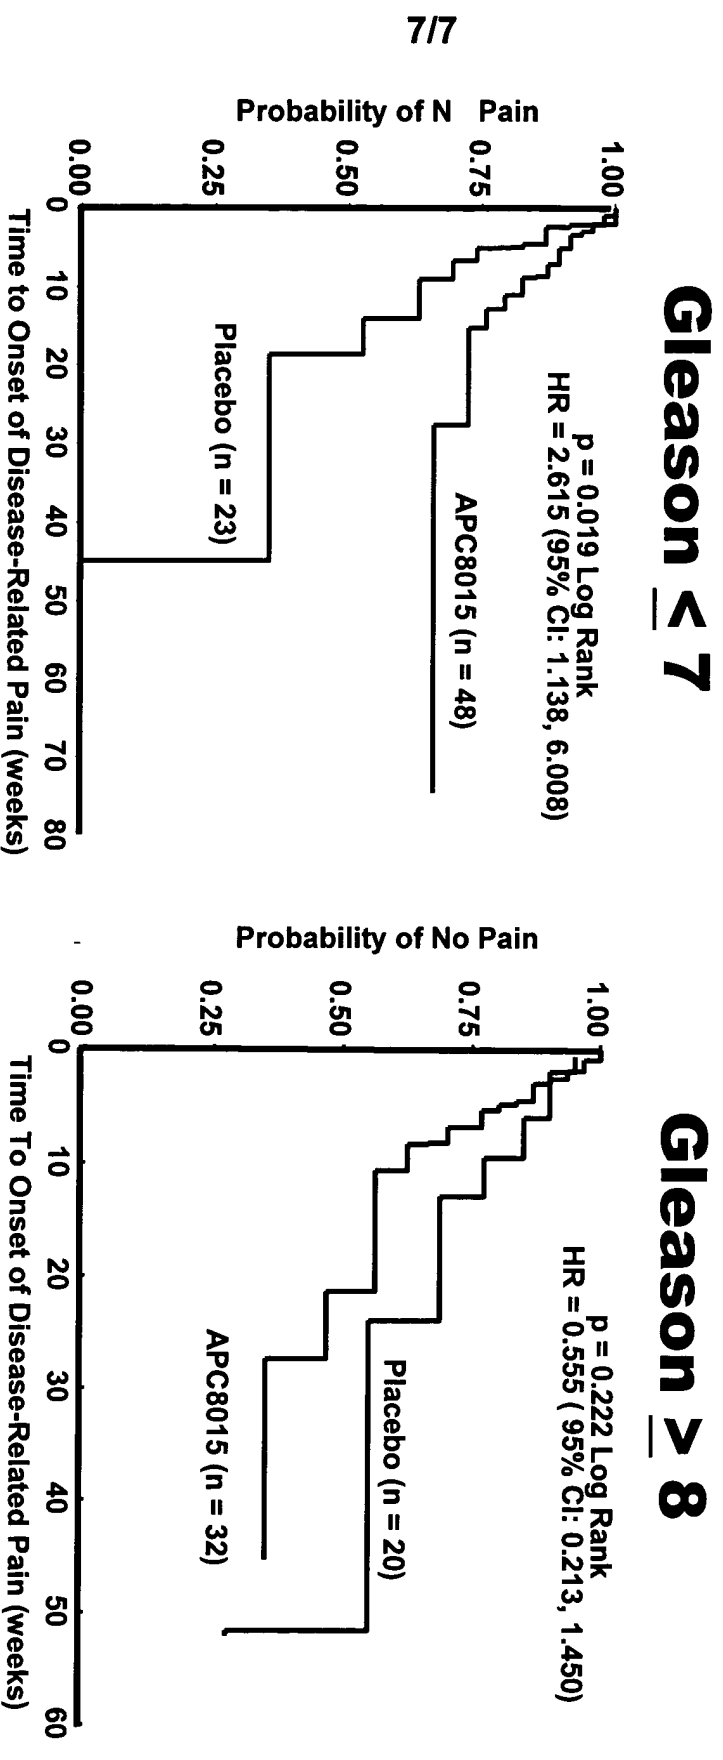 7/7
Gleason ≤ 7
p = 0.019 Log Rank
HR = 2.615 (95% CI: 1.138, 6.008)
APC8015 (n = 48)
Placebo (n = 23)
Probability of N Pain
1.00
0.75
0.50
0.25
0.00
0 10 20 30 40 50 60 70 80
Time to Onset of Disease-Related Pain (weeks)
Gleason ≥ 8
p = 0.222 Log Rank
HR = 0.555 ( 95% CI: 0.213, 1.450)
Placebo (n = 20)
APC8015 (n = 32)
Probability of No Pain
1.00
0.75
0.50
0.25
0.00
0 10 20 30 40 50 60
Time To Onset of Disease-Related Pain (weeks)